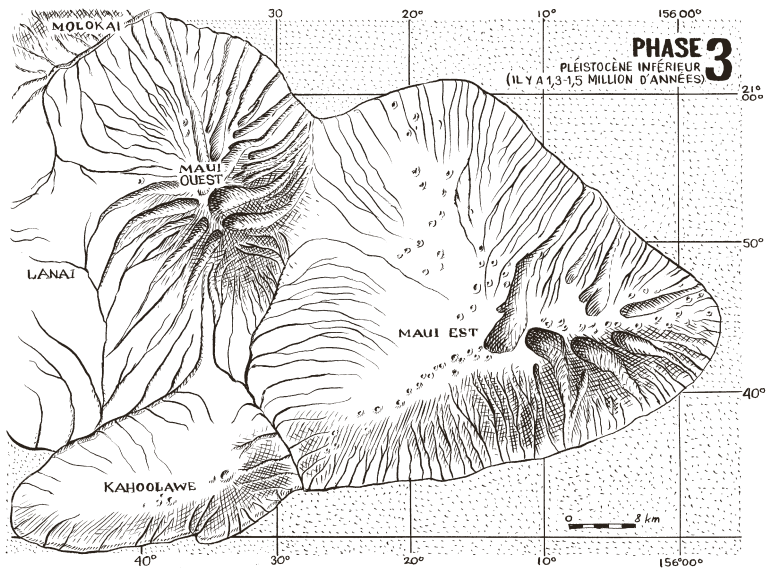 MOLOKAI
30
20°
10°
156°00'
PHASE 3
PLÉISTOCÈNE INFÉRIEUR
(IL Y A 1,3-1,5 MILLION D'ANNÉES)
21°
00'
MAUI
OUEST
50°
LANAI
MAUI EST
40°
KAHOOLAWE
0 8 km
40°
30°
20°
10°
156°00'